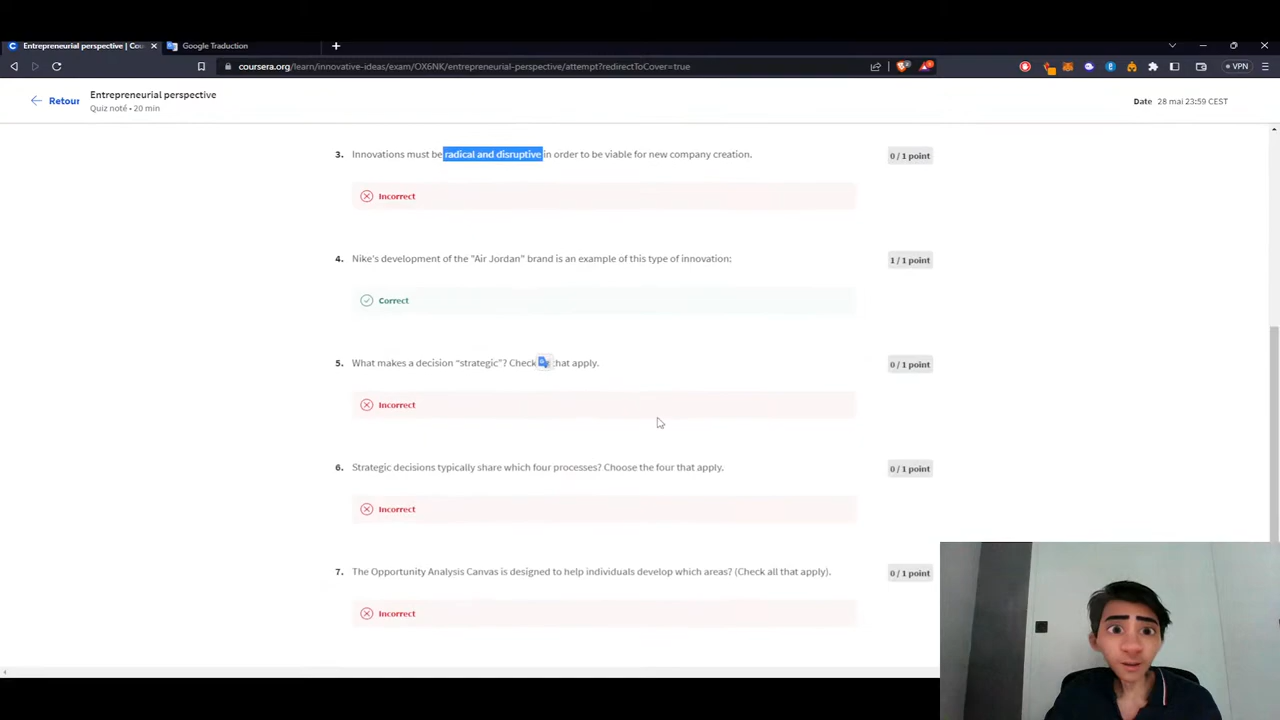 Entrepreneurial perspective | Co
Google Traduction
coursera.org/learn/innovative-ideas/exam/OX6NK/entrepreneurial-perspective/attempt?redirectToCover=true
VPN
Retour
Entrepreneurial perspective
Quiz noté • 20 min
Date 28 mai 23:59 CEST
3. Innovations must be radical and disruptive in order to be viable for new company creation.
0 / 1 point
Incorrect
4. Nike's development of the "Air Jordan" brand is an example of this type of innovation:
1 / 1 point
Correct
5. What makes a decision “strategic”? Check that apply.
0 / 1 point
Incorrect
6. Strategic decisions typically share which four processes? Choose the four that apply.
0 / 1 point
Incorrect
7. The Opportunity Analysis Canvas is designed to help individuals develop which areas? (Check all that apply).
0 / 1 point
Incorrect